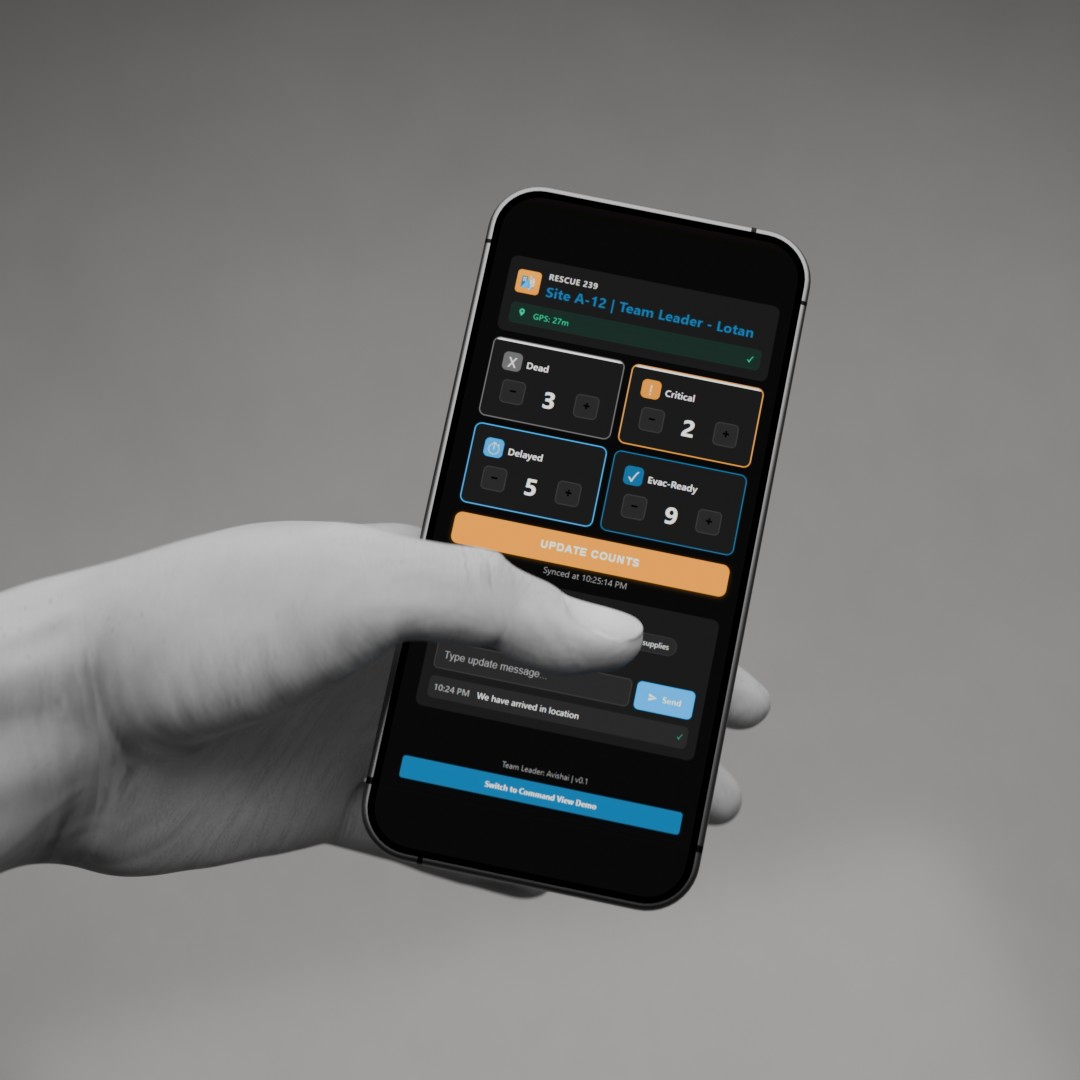 RESCUE 239
Site A-12 | Team Leader - Lotan
GPS: 27m
✓
X Dead
! Critical
− 3 +
− 2 +
Delayed
✓ Evac-Ready
− 5 +
− 9 +
UPDATE COUNTS
Synced at 10:25:14 PM
supplies
Type update message...
Send
10:24 PM We have arrived in location
✓
Team Leader: Avishai | v0.1
Switch to Command View Demo